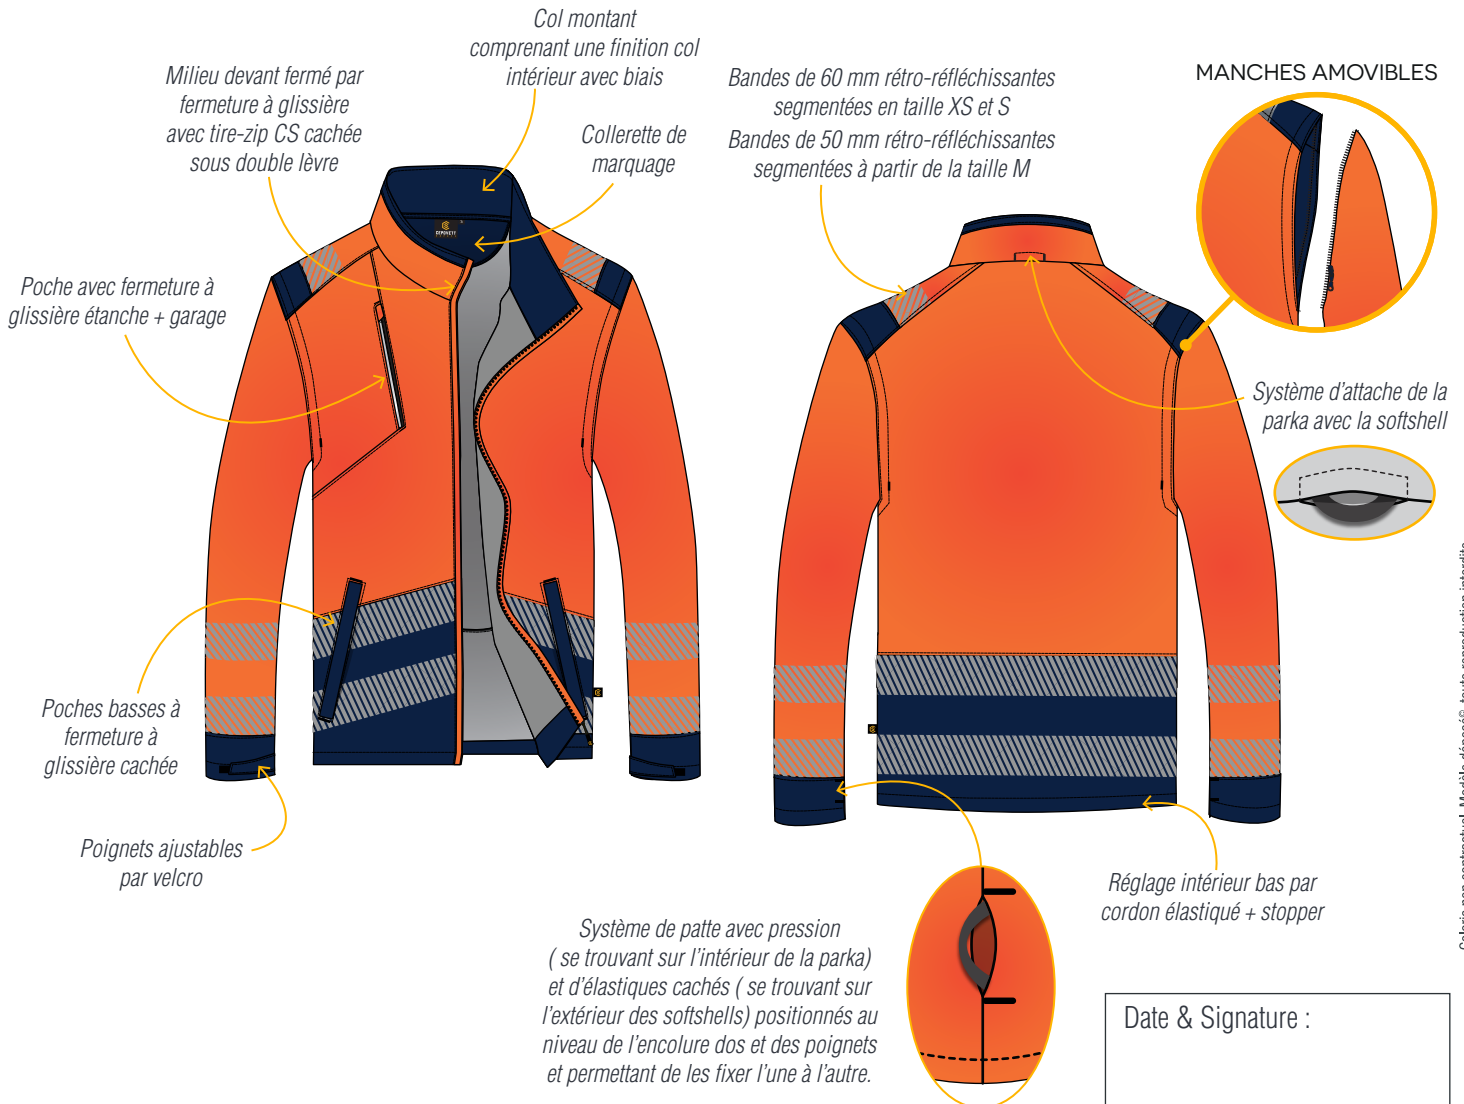 Col montant
comprenant une finition col
intérieur avec biais
Milieu devant fermé par
fermeture à glissière
avec tire-zip CS cachée
sous double lèvre
Collerette de
marquage
Bandes de 60 mm rétro-réfléchissantes
segmentées en taille XS et S
Bandes de 50 mm rétro-réfléchissantes
segmentées à partir de la taille M
MANCHES AMOVIBLES
Poche avec fermeture à
glissière étanche + garage
Système d'attache de la
parka avec la softshell
Poches basses à
fermeture à
glissière cachée
Poignets ajustables
par velcro
Système de patte avec pression
( se trouvant sur l'intérieur de la parka)
et d'élastiques cachés ( se trouvant sur
l'extérieur des softshells) positionnés au
niveau de l'encolure dos et des poignets
et permettant de les fixer l'une à l'autre.
Réglage intérieur bas par
cordon élastiqué + stopper
Date & Signature :